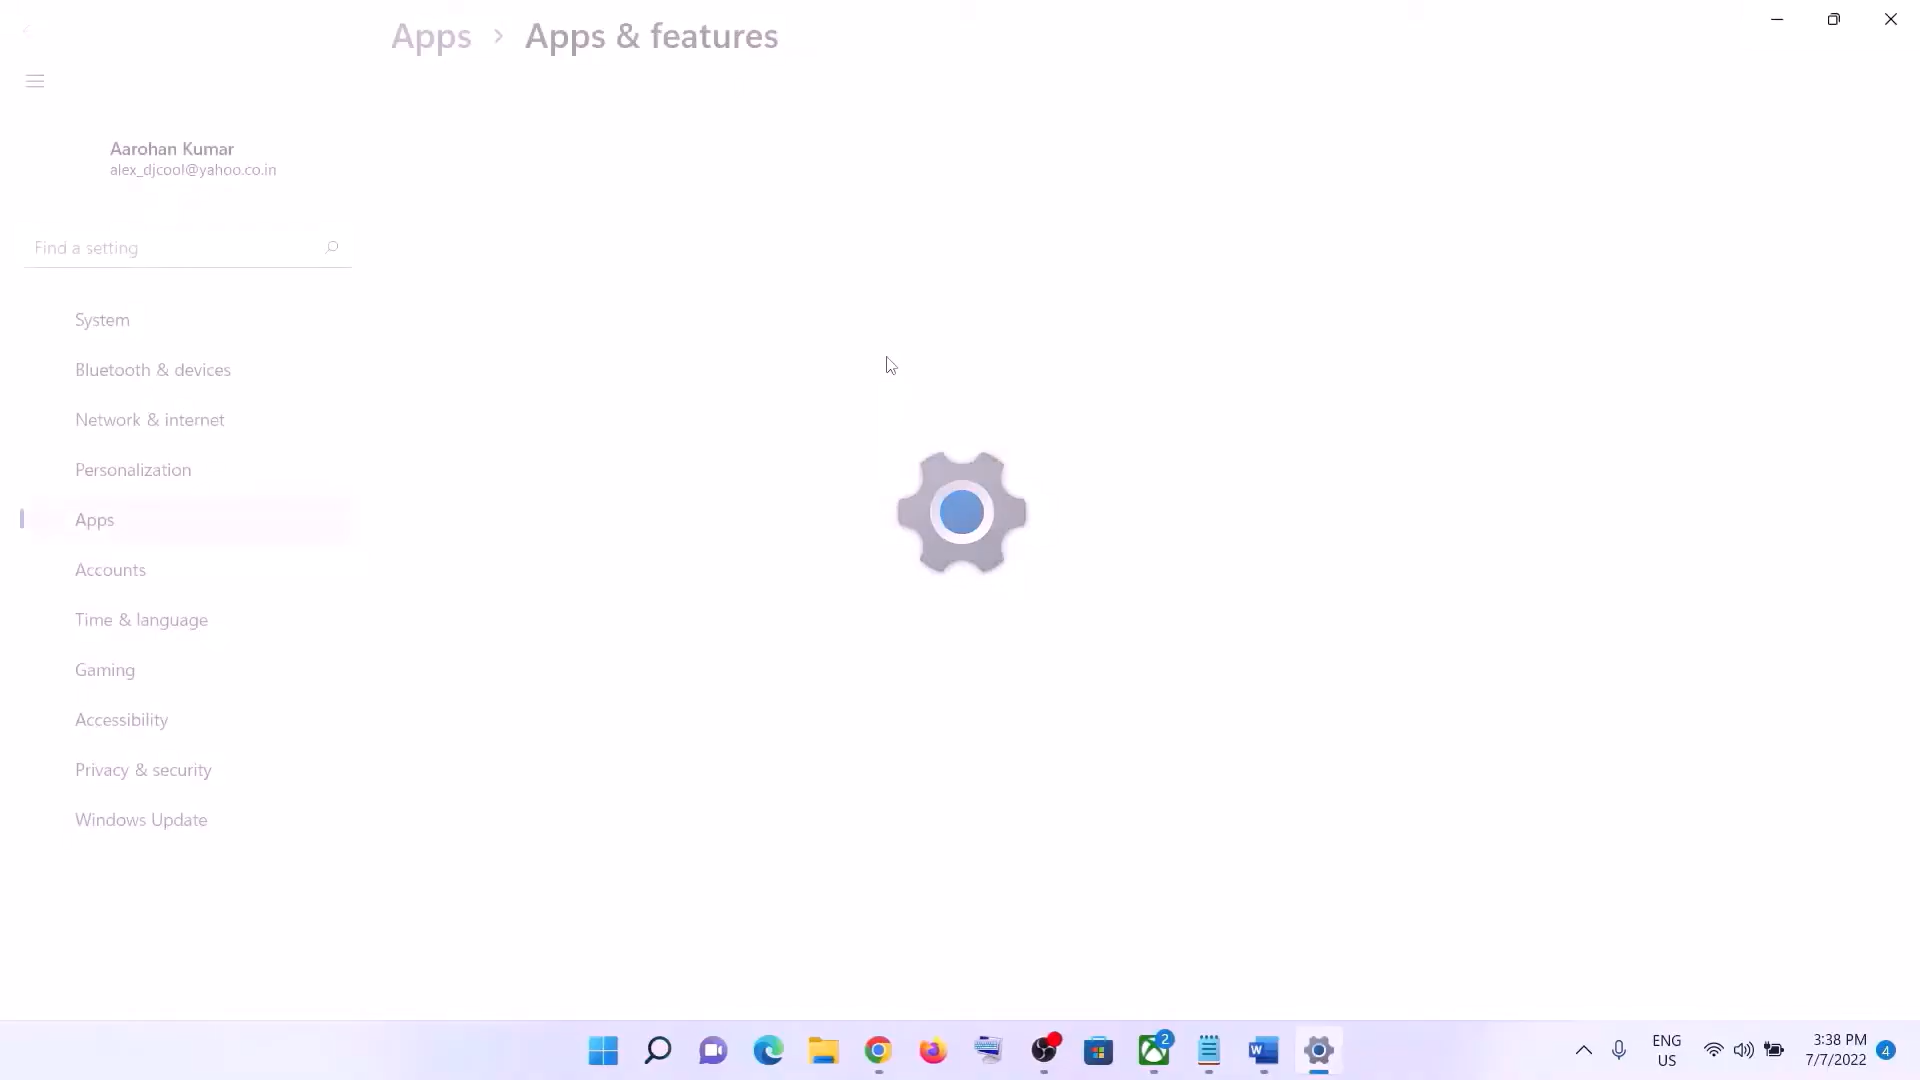 Apps > Apps & features
Aarohan Kumar
alex_djcool@yahoo.co.in
Find a setting
System
Bluetooth & devices
Network & internet
Personalization
Apps
Accounts
Time & language
Gaming
Accessibility
Privacy & security
Windows Update
2
W
ENG
US
3:38 PM
7/7/2022
4